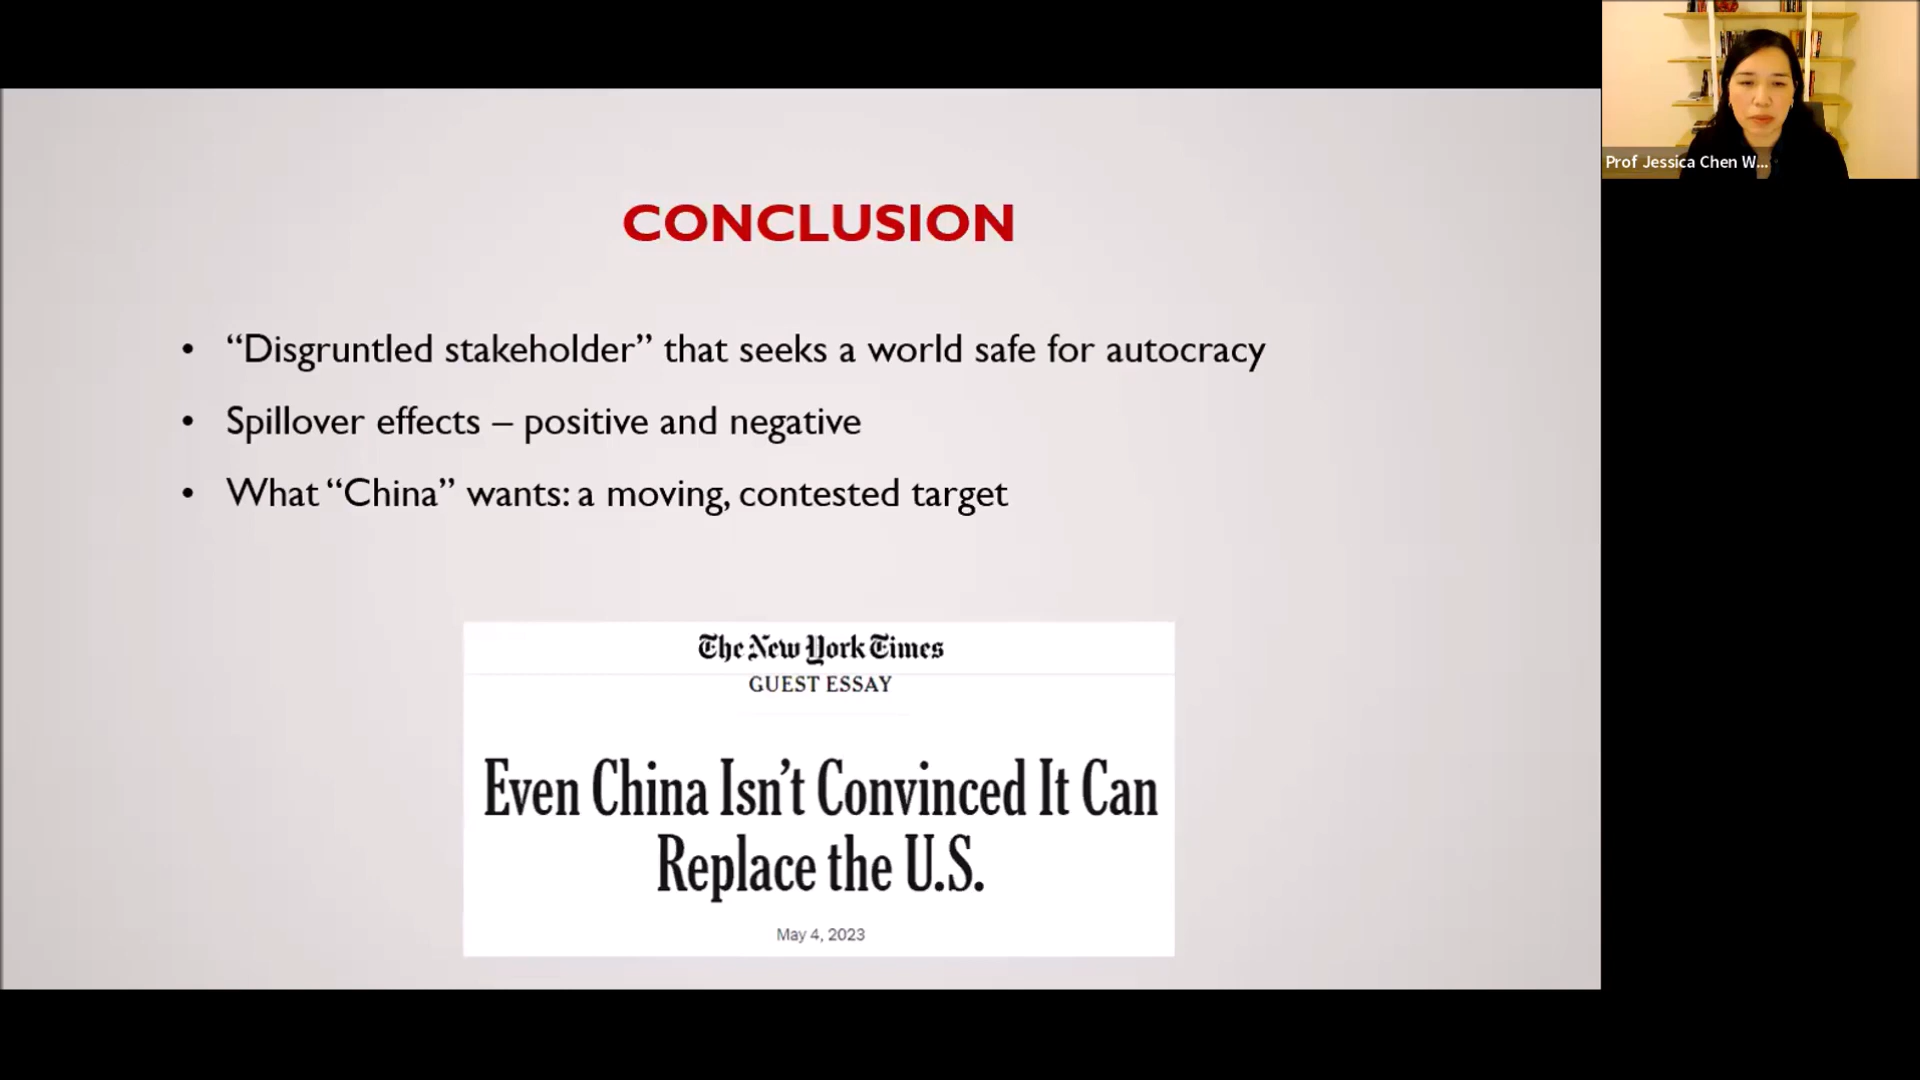 CONCLUSION
• “Disgruntled stakeholder” that seeks a world safe for autocracy
• Spillover effects – positive and negative
• What “China” wants: a moving, contested target
The New York Times
GUEST ESSAY
Even China Isn’t Convinced It Can
Replace the U.S.
May 4, 2023
Prof Jessica Chen W...